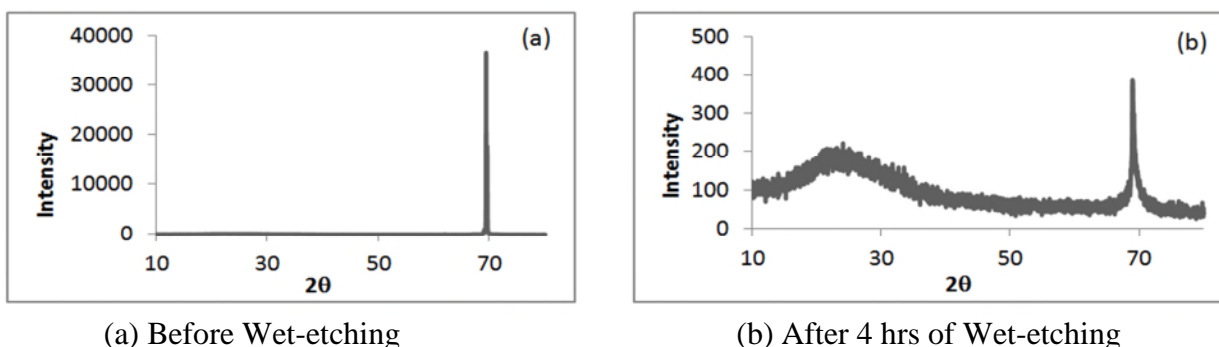 (a)
40000
30000
20000
10000
0
Intensity
10 30 50 70
2θ
(b)
500
400
300
200
100
0
Intensity
10 30 50 70
2θ
(a) Before Wet-etching
(b) After 4 hrs of Wet-etching